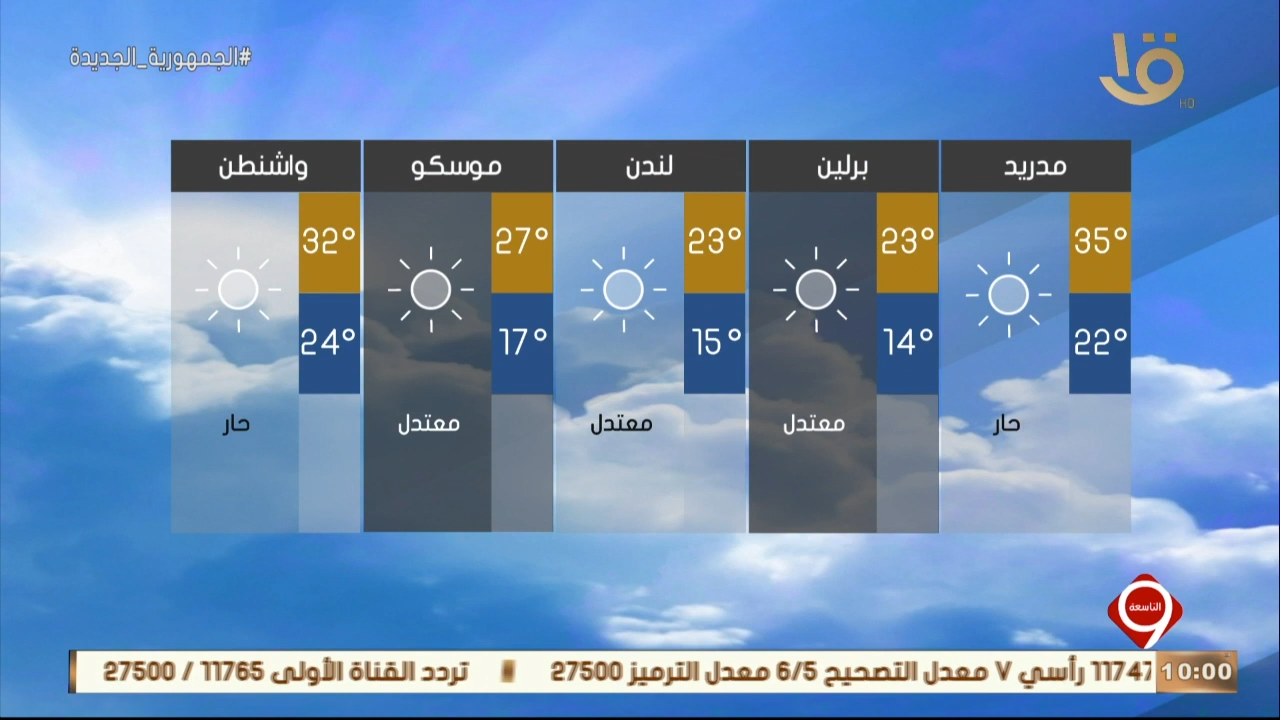 #الجمهورية_الجديدة
ق١
HD
مدريد
35°
22°
حار
برلين
23°
14°
معتدل
لندن
23°
15°
معتدل
موسكو
27°
17°
معتدل
واشنطن
32°
24°
حار
التاسعة
9
10:00
11747 رأسي ٧ معدل التصحيح 6/5 معدل الترميز 27500 تردد القناة الأولى 11765 / 27500